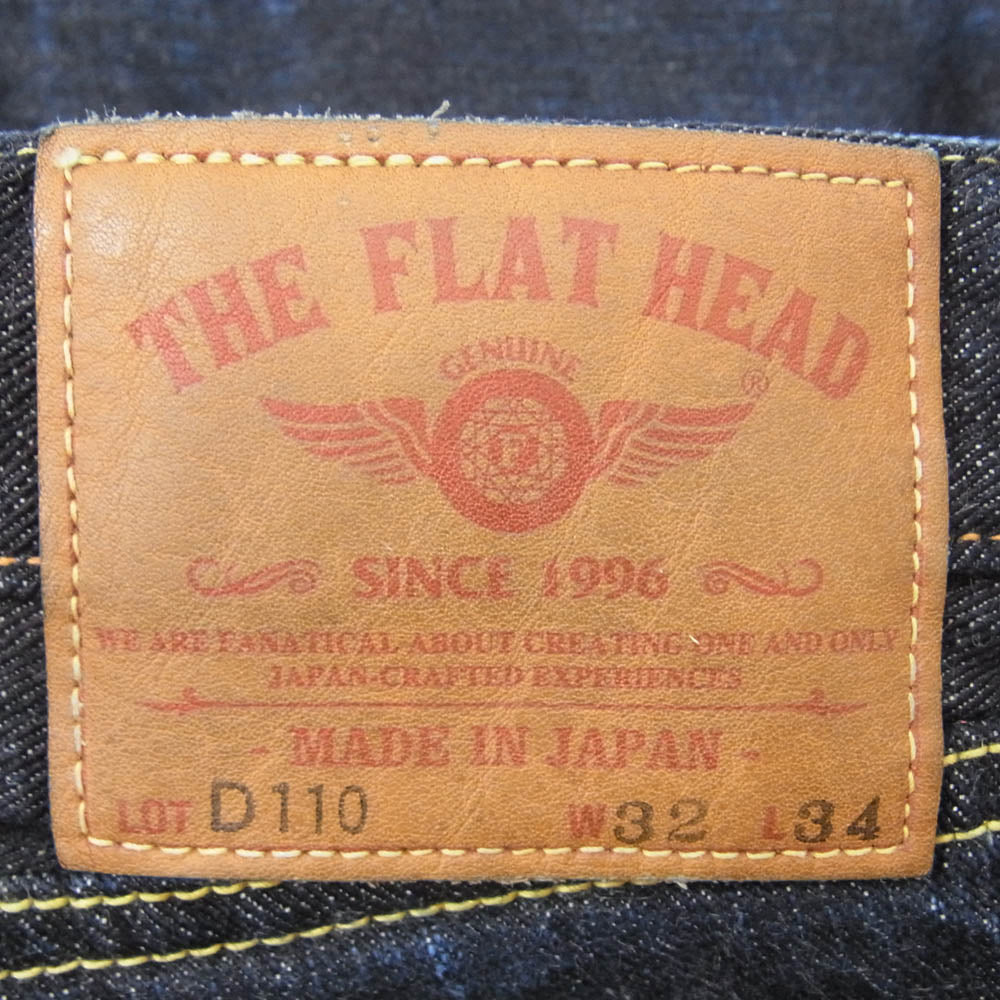 THE FLAT HEAD
GENUINE
®
F
SINCE 1996
WE ARE FANATICAL ABOUT CREATING ONE AND ONLY
JAPAN-CRAFTED EXPERIENCES
- MADE IN JAPAN -
LOT D110 W32 L34